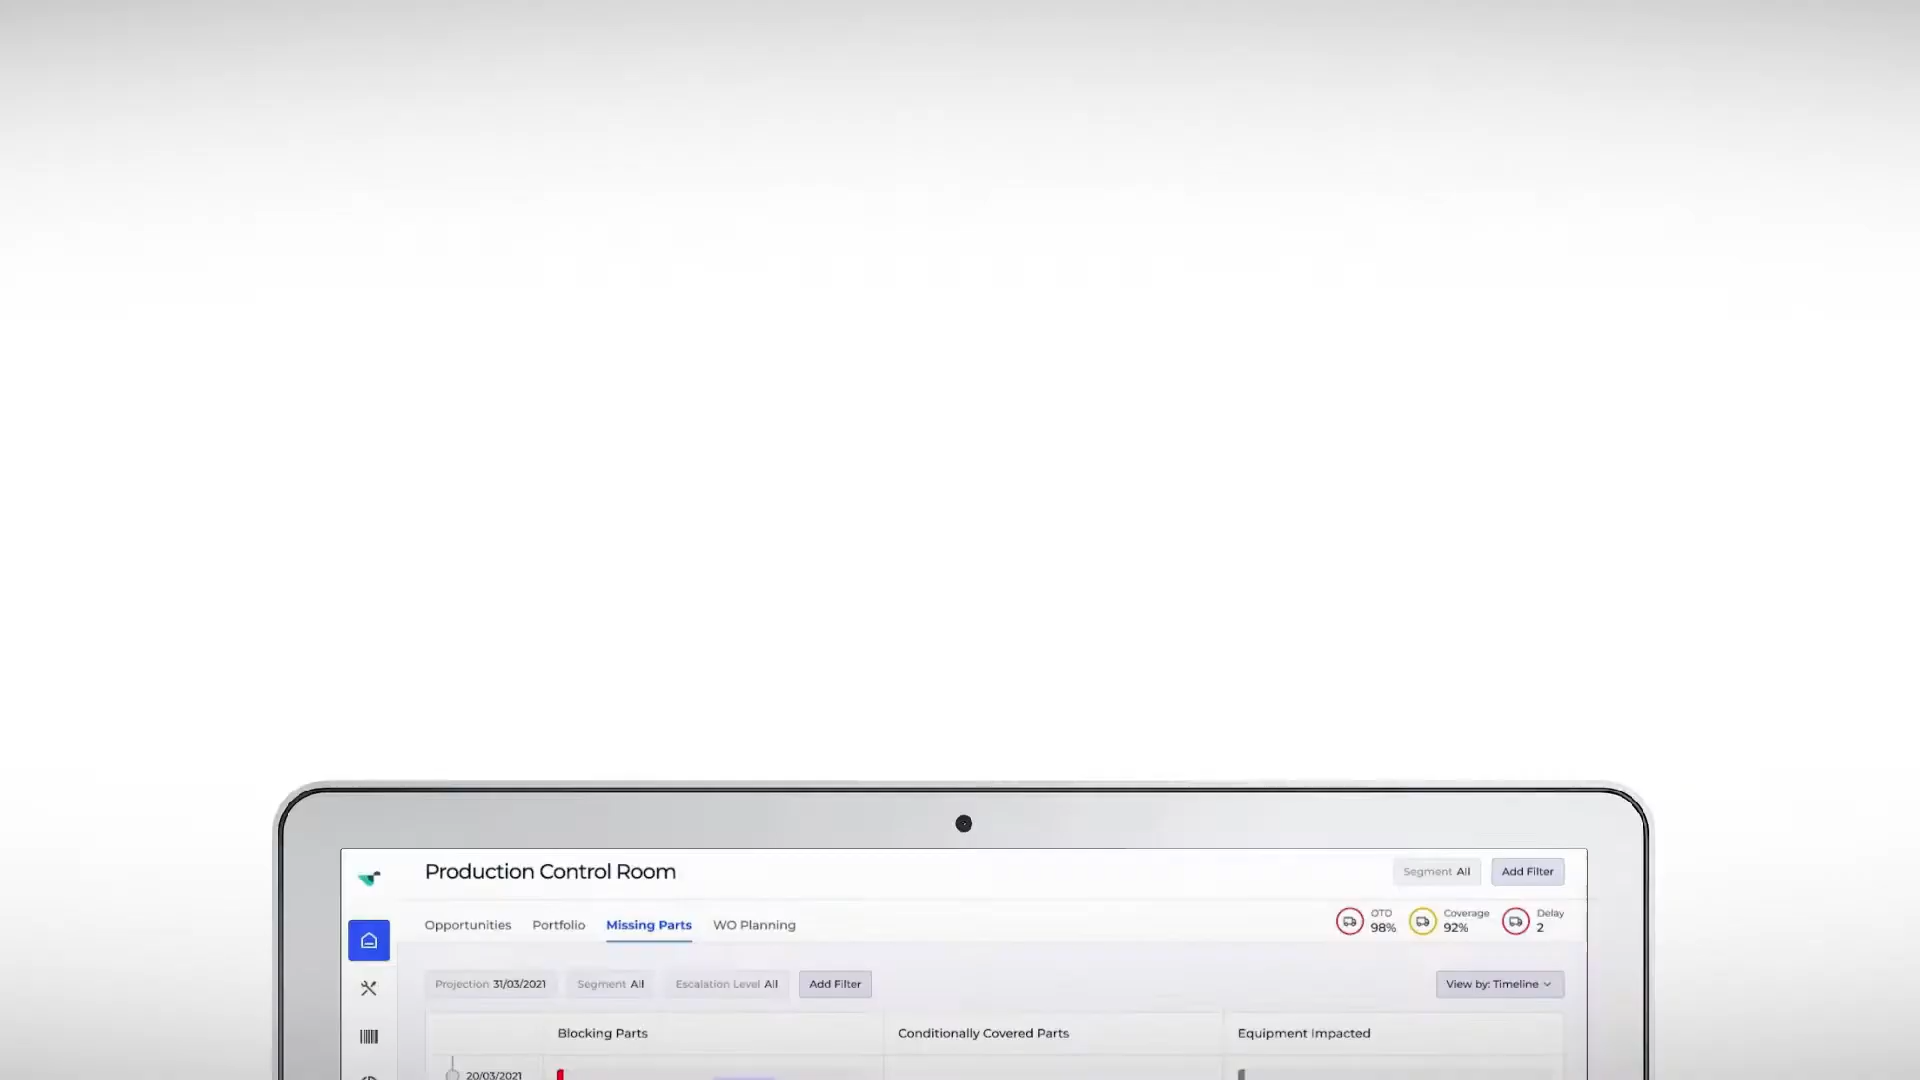 Production Control Room
Segment All
Add Filter
Opportunities
Portfolio
Missing Parts
WO Planning
OTD
98%
Coverage
92%
Delay
2
Projection 31/03/2021
Segment All
Escalation Level All
Add Filter
View by: Timeline
Blocking Parts
Conditionally Covered Parts
Equipment Impacted
20/03/2021